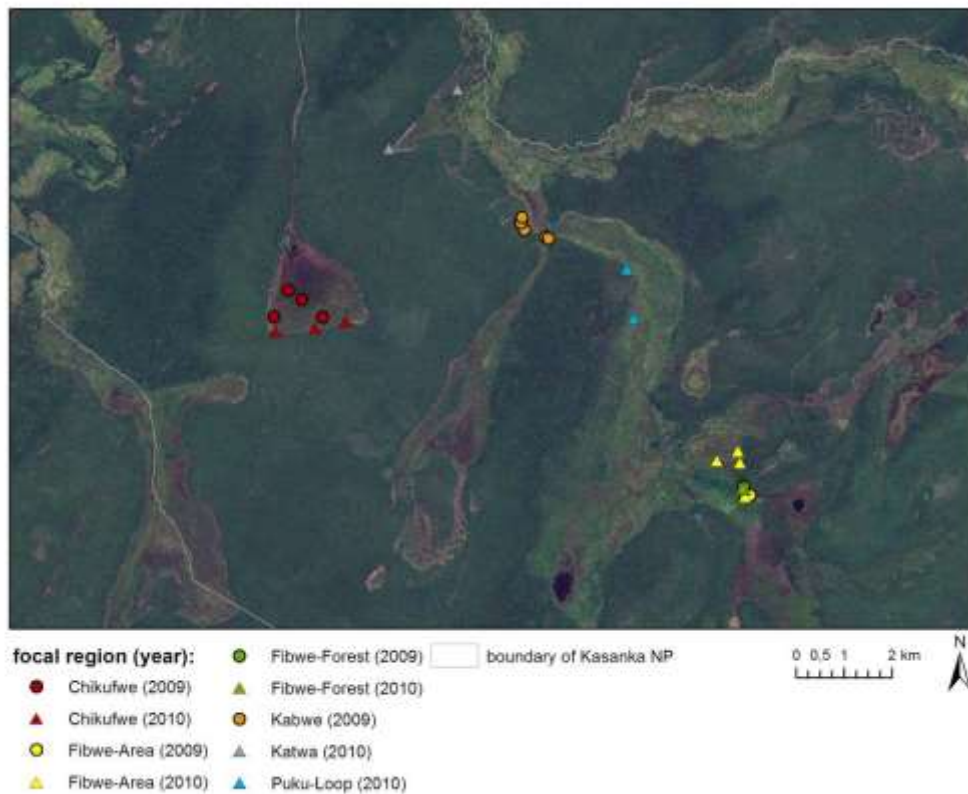 focal region (year):
Chikufwe (2009)
Chikufwe (2010)
Fibwe-Area (2009)
Fibwe-Area (2010)
Fibwe-Forest (2009)
Fibwe-Forest (2010)
Kabwe (2009)
Katwa (2010)
Puku-Loop (2010)
boundary of Kasanka NP
0 0,5 1 2 km
N